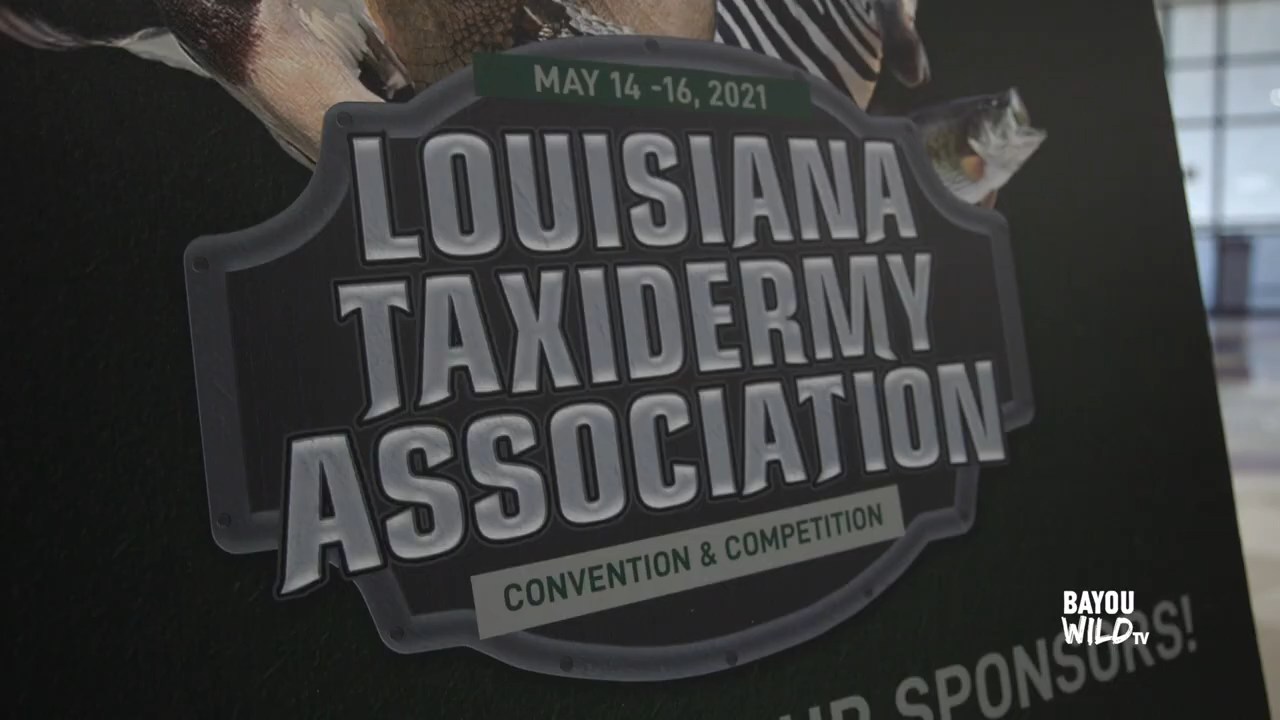 MAY 14 -16, 2021
LOUISIANA
TAXIDERMY
ASSOCIATION
CONVENTION & COMPETITION
BAYOU
WILD TV
SPONSORS!